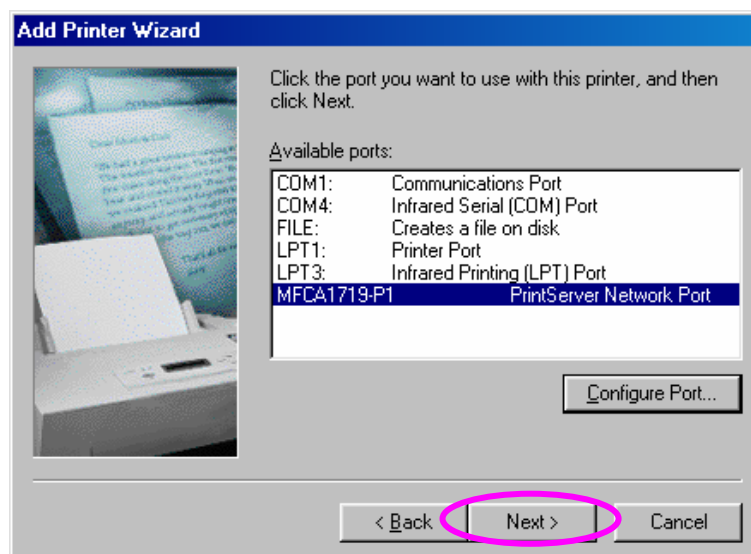 Add Printer Wizard
Click the port you want to use with this printer, and then
click Next.
Available ports:
COM1: Communications Port
COM4: Infrared Serial (COM) Port
FILE: Creates a file on disk
LPT1: Printer Port
LPT3: Infrared Printing (LPT) Port
MFCA1719-P1 PrintServer Network Port
Configure Port...
< Back Next > Cancel